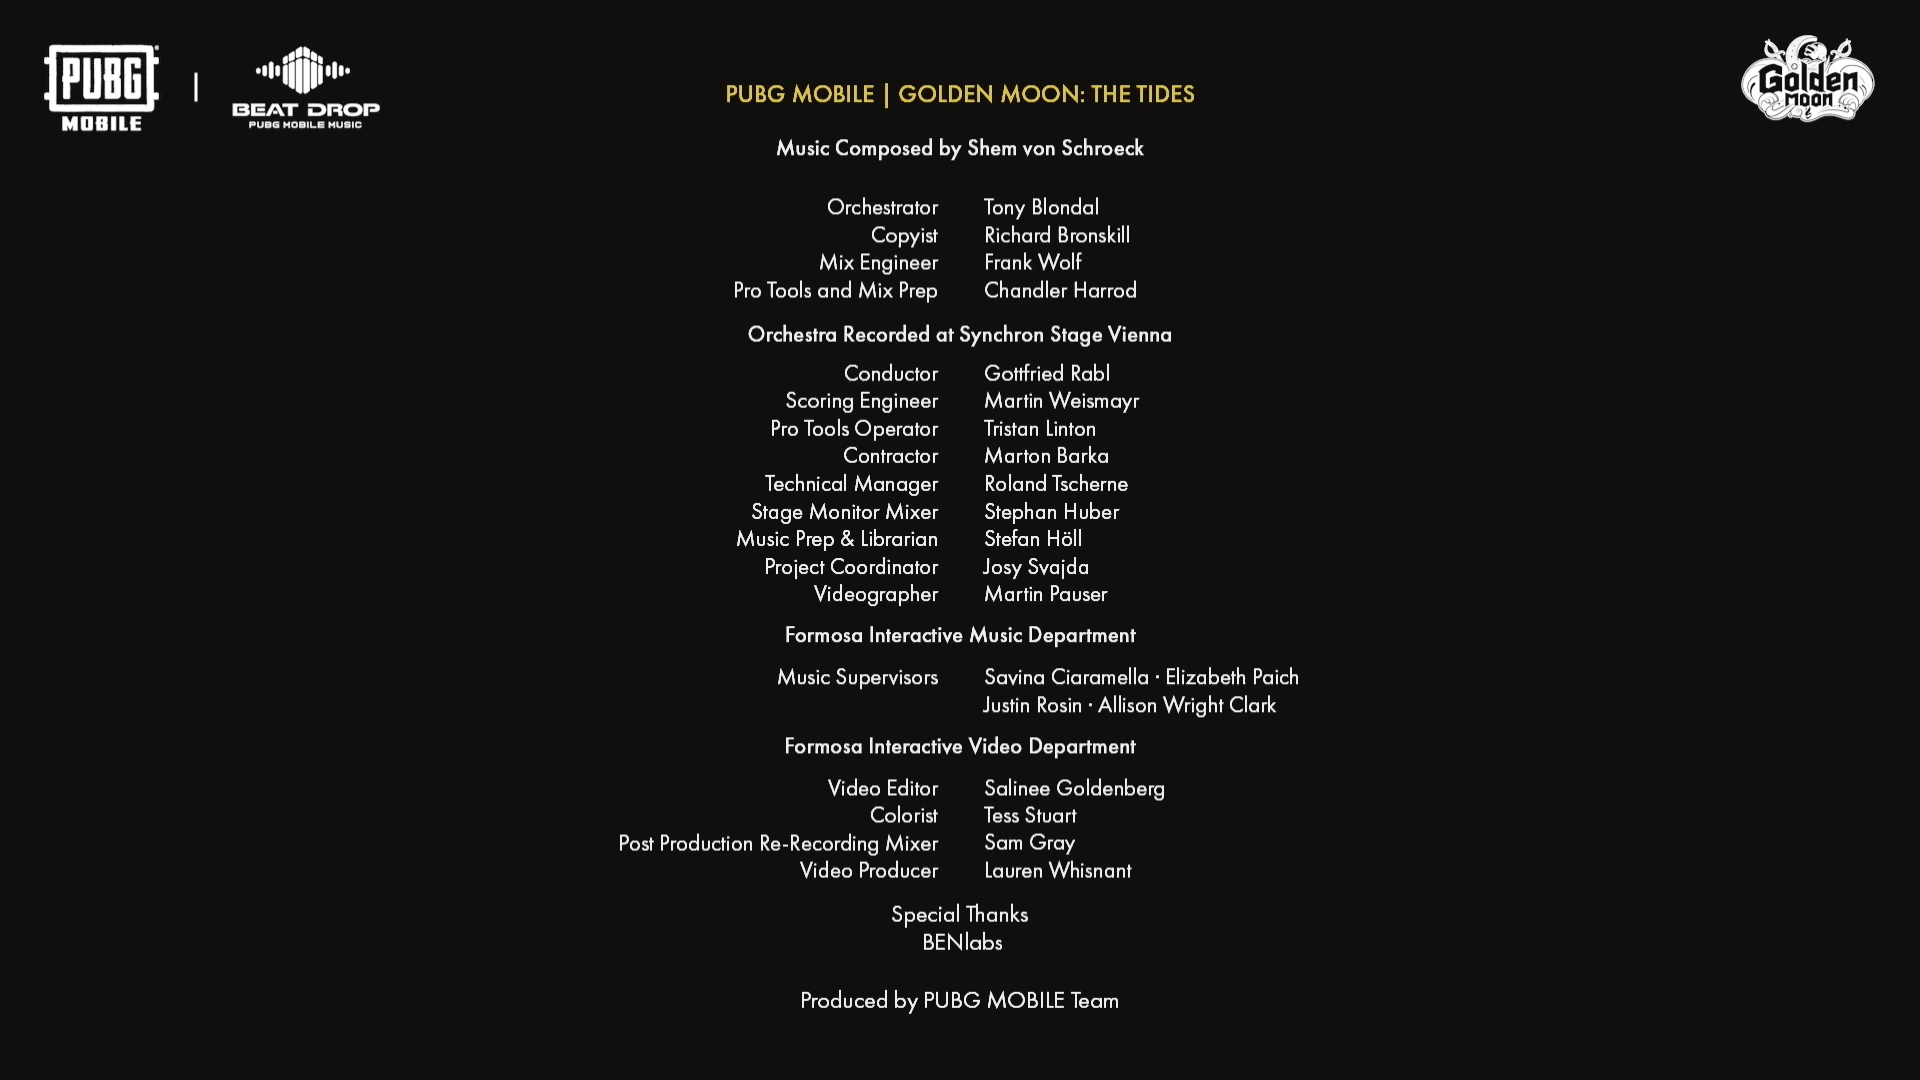 PUBG
MOBILE
BEAT DROP
PUBG MOBILE MUSIC
Golden
MOON
PUBG MOBILE | GOLDEN MOON: THE TIDES
Music Composed by Shem von Schroeck
Orchestrator Tony Blondal
Copyist Richard Bronskill
Mix Engineer Frank Wolf
Pro Tools and Mix Prep Chandler Harrod
Orchestra Recorded at Synchron Stage Vienna
Conductor Gottfried Rabl
Scoring Engineer Martin Weismayr
Pro Tools Operator Tristan Linton
Contractor Marton Barka
Technical Manager Roland Tscherne
Stage Monitor Mixer Stephan Huber
Music Prep & Librarian Stefan Höll
Project Coordinator Josy Svajda
Videographer Martin Pauser
Formosa Interactive Music Department
Music Supervisors Savina Ciaramella · Elizabeth Paich
Justin Rosin · Allison Wright Clark
Formosa Interactive Video Department
Video Editor Salinee Goldenberg
Colorist Tess Stuart
Post Production Re-Recording Mixer Sam Gray
Video Producer Lauren Whisnant
Special Thanks
BENlabs
Produced by PUBG MOBILE Team